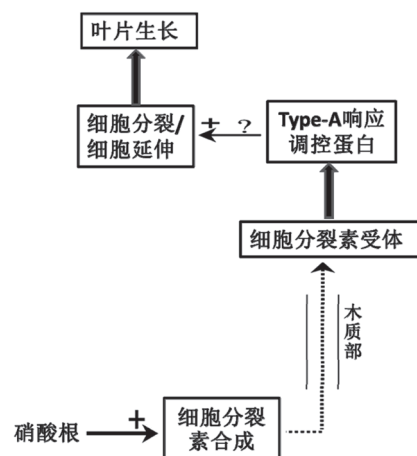 叶片生长
细胞分裂/
细胞延伸
± ?
Type-A响应
调控蛋白
细胞分裂素受体
木质部
硝酸根
+
细胞分裂
素合成